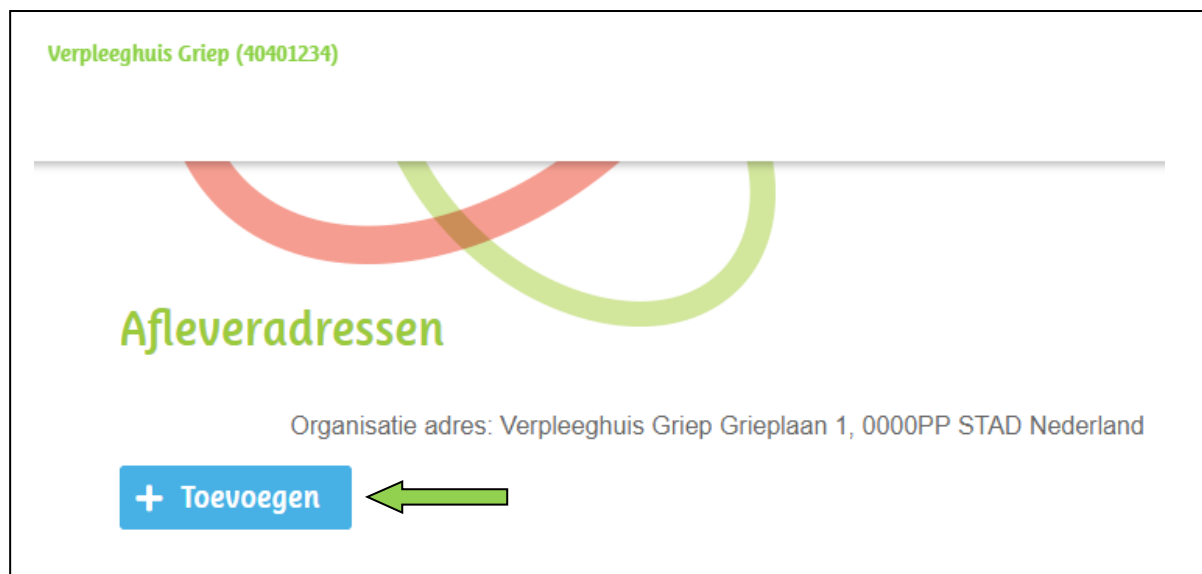 Verpleeghuis Griep (40401234)
Afleveradressen
Organisatie adres: Verpleeghuis Griep Grieplaan 1, 0000PP STAD Nederland
+ Toevoegen